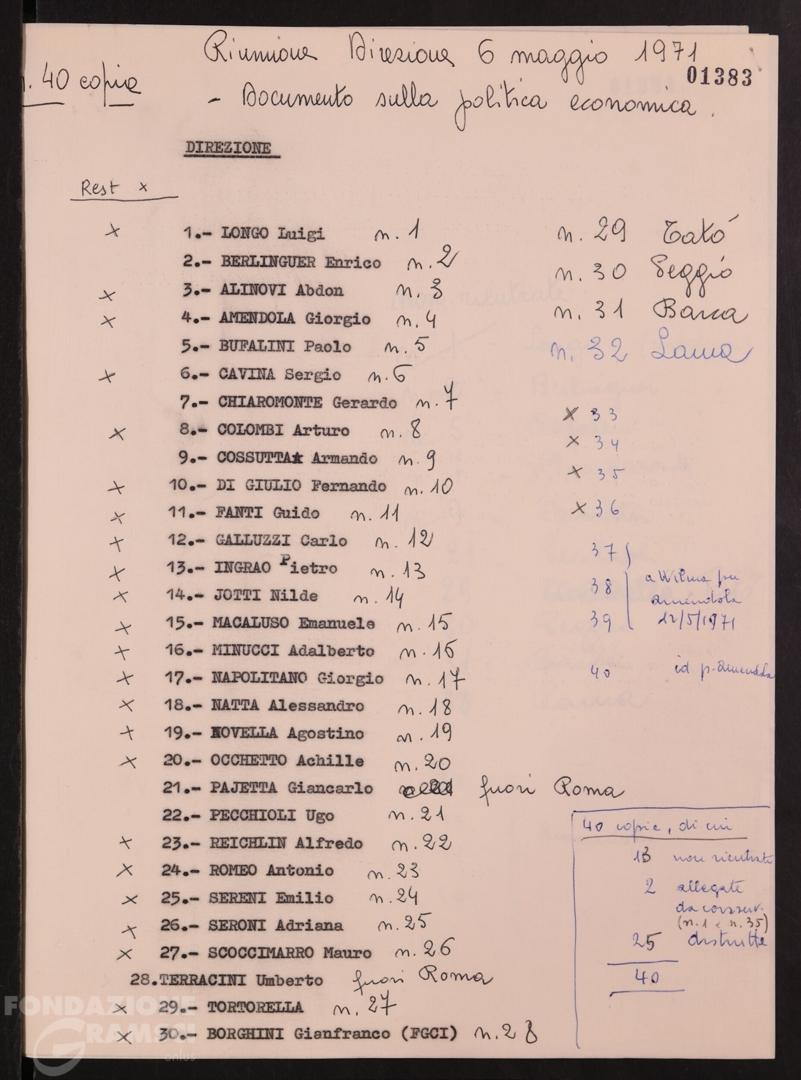 Riunione Direzione 6 maggio 1971
n. 40 copie
01383
- Documento sulla politica economica.
DIREZIONE
Rest x
x 1.- LONGO Luigi n. 1 n. 29 Tató
2.- BERLINGUER Enrico n. 2 n. 30 Peggio
x 3.- ALINOVI Abdon n. 3 n. 31 Barca
x 4.- AMENDOLA Giorgio n. 4 n. 32 Lama
5.- BUFALINI Paolo n. 5
x 6.- CAVINA Sergio n. 6
7.- CHIAROMONTE Gerardo n. 7 x 33
x 8.- COLOMBI Arturo n. 8 x 34
9.- COSSUTTA Armando n. 9 x 35
x 10.- DI GIULIO Fernando n. 10
x 11.- FANTI Guido n. 11 x 36
x 12.- GALLUZZI Carlo n. 12 37
x 13.- INGRAO Pietro n. 13 38 a Wilma per
x 14.- JOTTI Nilde n. 14 amendola
x 15.- MACALUSO Emanuele n. 15 39 12/5/1971
x 16.- MINUCCI Adalberto n. 16
x 17.- NAPOLITANO Giorgio n. 17 40 id p. Amendola
x 18.- NATTA Alessandro n. 18
x 19.- NOVELLA Agostino n. 19
x 20.- OCCHETTO Achille n. 20
21.- PAJETTA Giancarlo fuori Roma
22.- PECCHIOLI Ugo n. 21
x 23.- REICHLIN Alfredo n. 22
x 24.- ROMEO Antonio n. 23
x 25.- SERENI Emilio n. 24
x 26.- SERONI Adriana n. 25
x 27.- SCOCCIMARRO Mauro n. 26
28. TERRACINI Umberto fuori Roma
x 29.- TORTORELLA n. 27
x 30.- BORGHINI Gianfranco (FGCI) n. 28
40 copie, di cui
13 non rientrate
2 allegate
da conserv.
(n. 1 e n. 35)
25 distrutte
40
FONDAZIONE
GRAMSCI
onlus